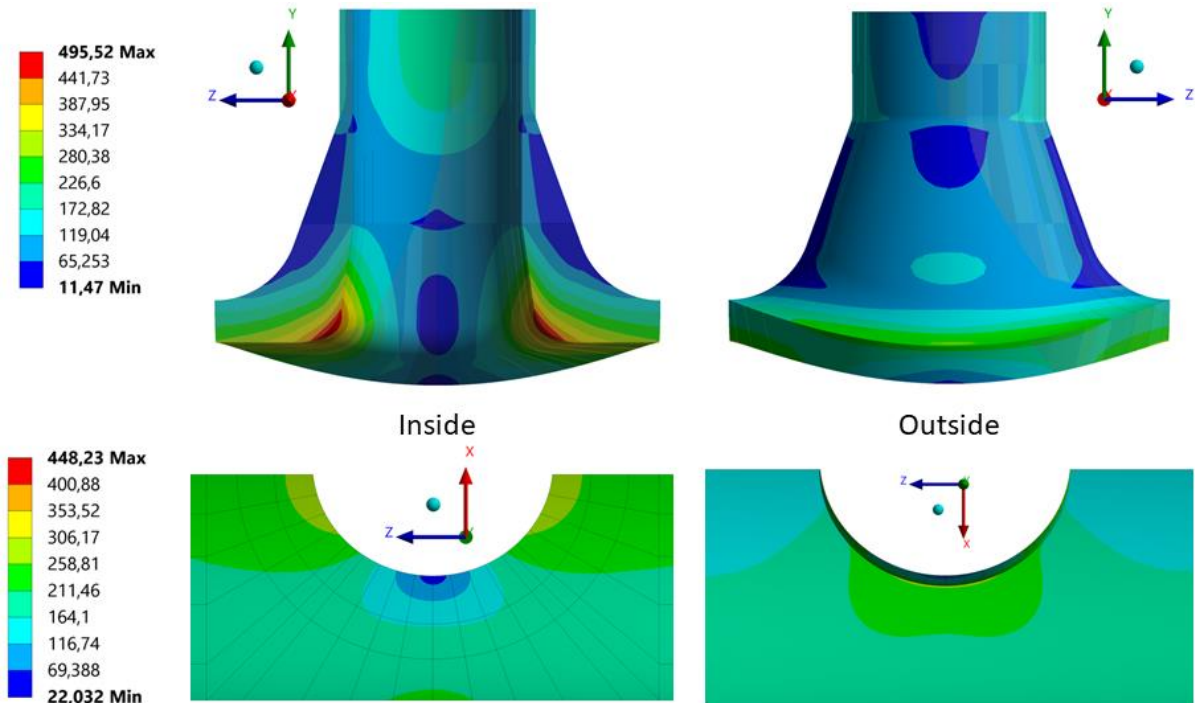 495,52 Max
441,73
387,95
334,17
280,38
226,6
172,82
119,04
65,253
11,47 Min
Y
Z
Y
Z
Inside
Outside
448,23 Max
400,88
353,52
306,17
258,81
211,46
164,1
116,74
69,388
22,032 Min
X
Z
Y
Z
Y
X